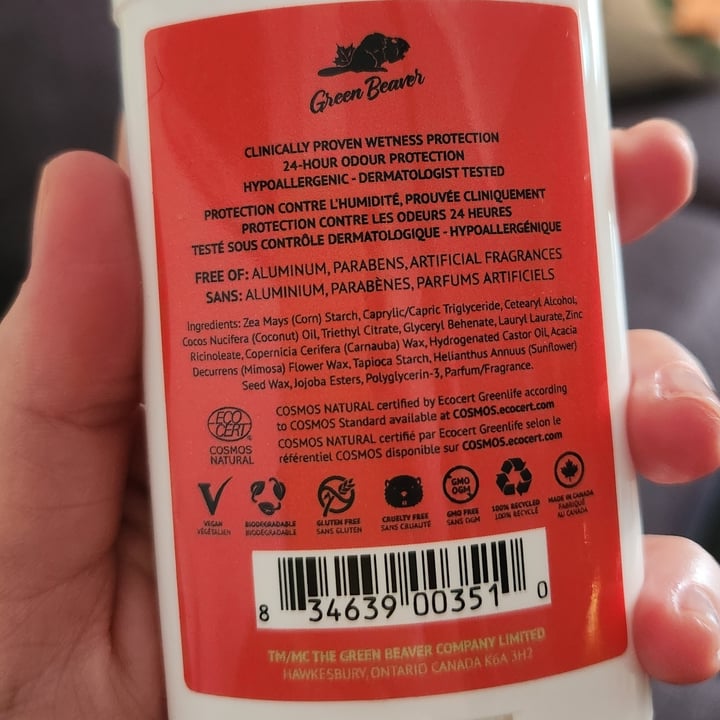 Green Beaver
CLINICALLY PROVEN WETNESS PROTECTION
24-HOUR ODOUR PROTECTION
HYPOALLERGENIC - DERMATOLOGIST TESTED
PROTECTION CONTRE L'HUMIDITÉ, PROUVÉE CLINIQUEMENT
PROTECTION CONTRE LES ODEURS 24 HEURES
TESTÉ SOUS CONTRÔLE DERMATOLOGIQUE - HYPOALLERGÉNIQUE
FREE OF: ALUMINUM, PARABENS, ARTIFICIAL FRAGRANCES
SANS: ALUMINIUM, PARABÈNES, PARFUMS ARTIFICIELS
Ingredients: Zea Mays (Corn) Starch, Caprylic/Capric Triglyceride, Cetearyl Alcohol,
Cocos Nucifera (Coconut) Oil, Triethyl Citrate, Glyceryl Behenate, Lauryl Laurate, Zinc
Ricinoleate, Copernicia Cerifera (Carnauba) Wax, Hydrogenated Castor Oil, Acacia
Decurrens (Mimosa) Flower Wax, Tapioca Starch, Helianthus Annuus (Sunflower)
Seed Wax, Jojoba Esters, Polyglycerin-3, Parfum/Fragrance.
ECO
CERT
COSMOS
NATURAL
COSMOS NATURAL certified by Ecocert Greenlife according
to COSMOS Standard available at COSMOS.ecocert.com
COSMOS NATURAL certifié par Ecocert Greenlife selon le
référentiel COSMOS disponible sur COSMOS.ecocert.com
VEGAN
VÉGÉTALIEN
BIODEGRADABLE
BIODÉGRADABLE
GLUTEN FREE
SANS GLUTEN
CRUELTY FREE
SANS CRUAUTÉ
GMO
OGM
GMO FREE
SANS OGM
100% RECYCLED
100% RECYCLÉ
MADE IN CANADA
FABRIQUÉ
AU CANADA
8 34639 00351 0
TM/MC THE GREEN BEAVER COMPANY LIMITED
HAWKESBURY, ONTARIO CANADA K6A 3H2